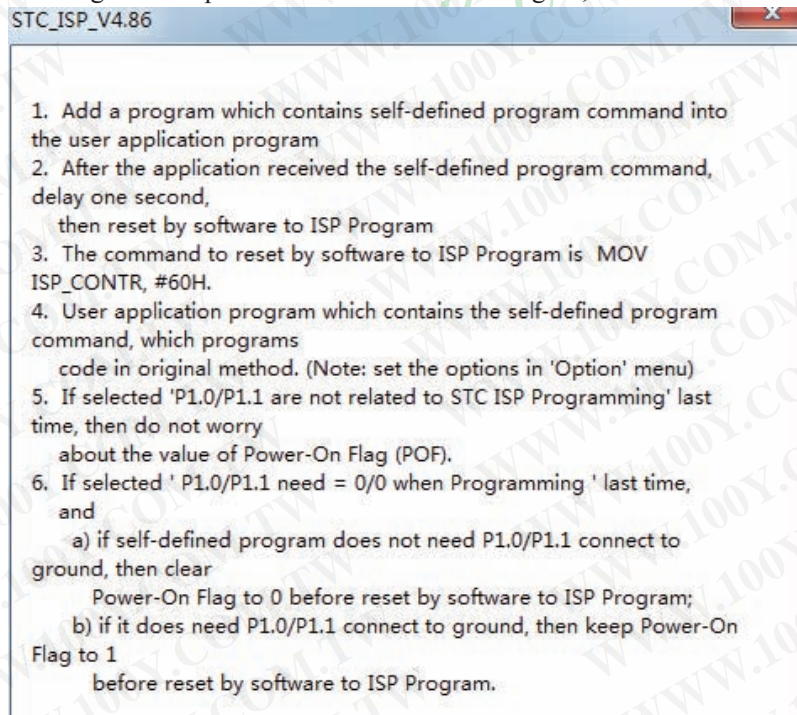 STC_ISP_V4.86
1. Add a program which contains self-defined program command into
the user application program
2. After the application received the self-defined program command,
delay one second,
then reset by software to ISP Program
3. The command to reset by software to ISP Program is MOV
ISP_CONTR, #60H.
4. User application program which contains the self-defined program
command, which programs
code in original method. (Note: set the options in 'Option' menu)
5. If selected 'P1.0/P1.1 are not related to STC ISP Programming' last
time, then do not worry
about the value of Power-On Flag (POF).
6. If selected ' P1.0/P1.1 need = 0/0 when Programming ' last time,
and
a) if self-defined program does not need P1.0/P1.1 connect to
ground, then clear
Power-On Flag to 0 before reset by software to ISP Program;
b) if it does need P1.0/P1.1 connect to ground, then keep Power-On
Flag to 1
before reset by software to ISP Program.
WWW.100Y.COM.TW